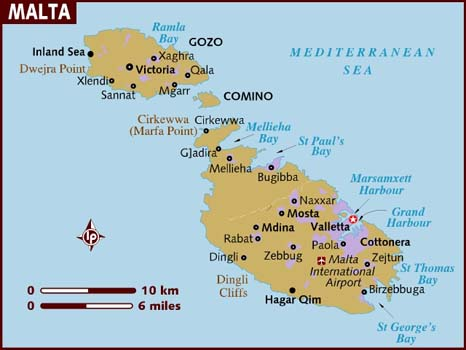 MALTA
Ramla
Bay
GOZO
Inland Sea
Xaghra
Dwejra Point
Victoria
Qala
Xlendi
Sannat
Mgarr
COMINO
MEDITERRANEAN
SEA
Cirkewwa
Cirkewwa
(Marfa Point)
Mellieha
Bay
St Paul's
Bay
GJadira
Mellieha
Bugibba
Marsamxett
Harbour
Naxxar
Grand
Harbour
Mosta
Valletta
Mdina
Rabat
Paola
Cottonera
Dingli
Zebbug
Malta
International
Airport
Zejtun
St Thomas
Bay
Dingli
Cliffs
Hagar Qim
Birzebbuga
St George's
Bay
lp
0 10 km
0 6 miles